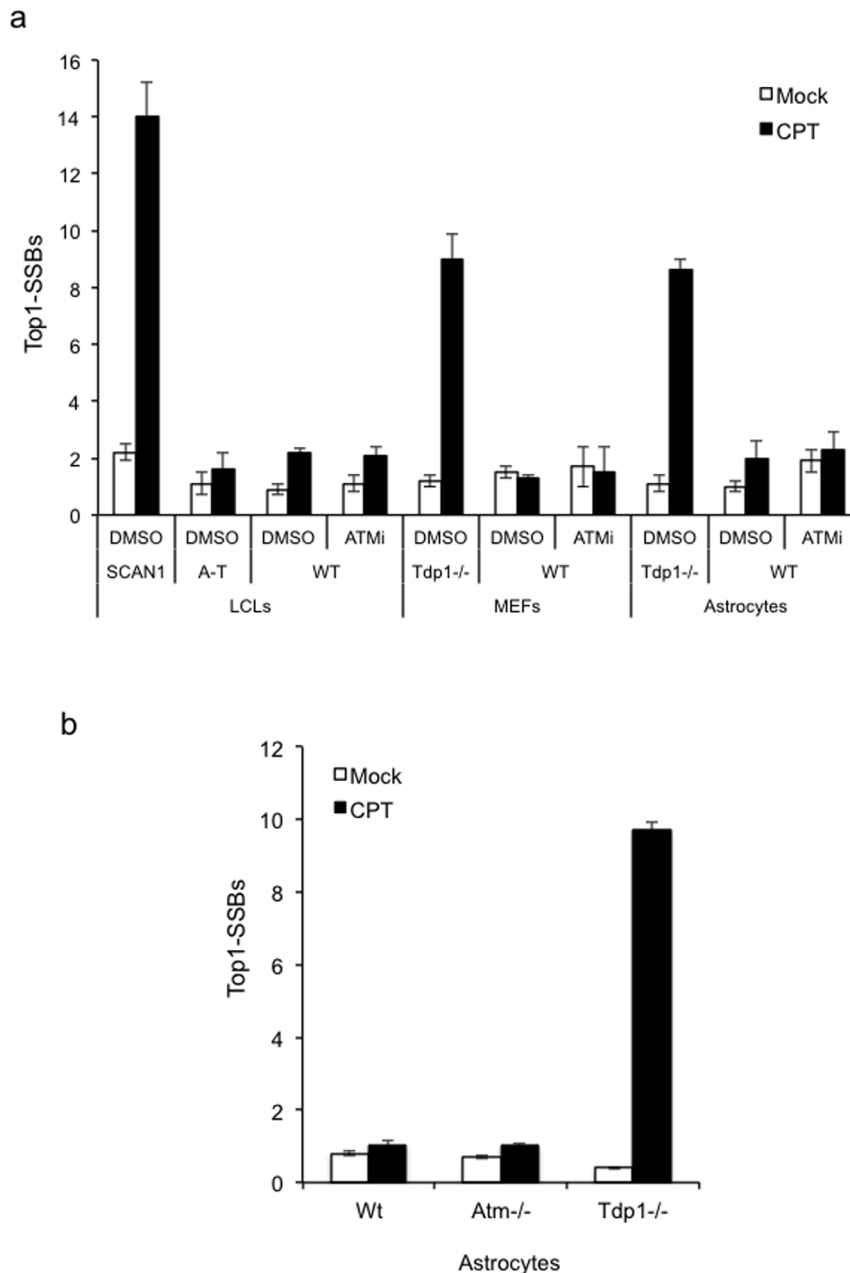 a
16
14
12
10
8
6
4
2
0
Top1-SSBs
Mock
CPT
DMSO DMSO DMSO ATMi DMSO DMSO ATMi DMSO DMSO ATMi
SCAN1 A-T WT Tdp1-/- WT Tdp1-/- WT
LCLs MEFs Astrocytes
b
12
10
8
6
4
2
0
Top1-SSBs
Mock
CPT
Wt Atm-/- Tdp1-/-
Astrocytes